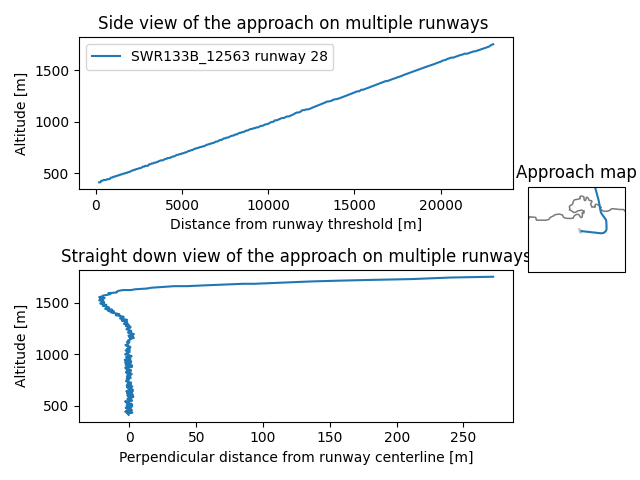 Side view of the approach on multiple runways
SWR133B_12563 runway 28
Altitude [m]
1500
1000
500
0
5000
10000
15000
20000
Distance from runway threshold [m]
Approach map
Straight down view of the approach on multiple runways
Altitude [m]
1500
1000
500
0
50
100
150
200
250
Perpendicular distance from runway centerline [m]